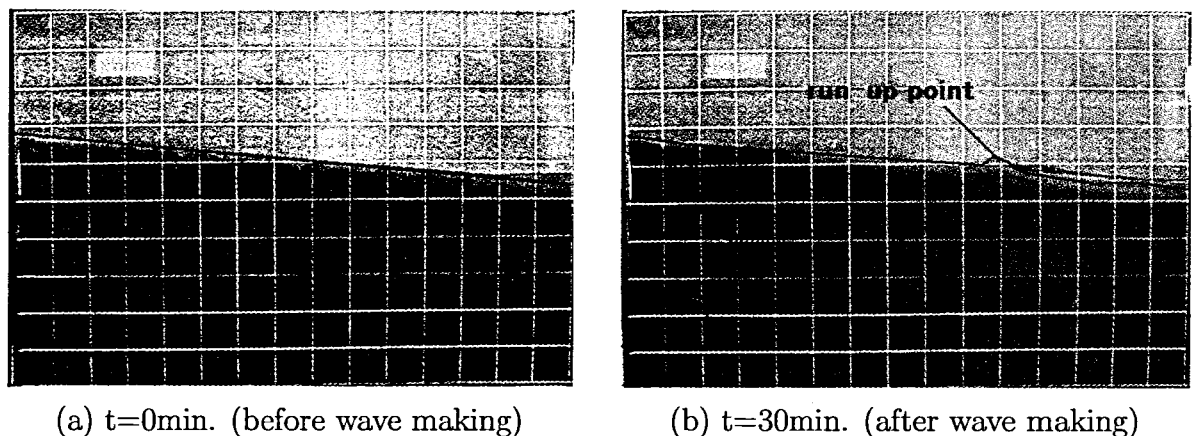 run-up point
(a) t=0min. (before wave making)
(b) t=30min. (after wave making)